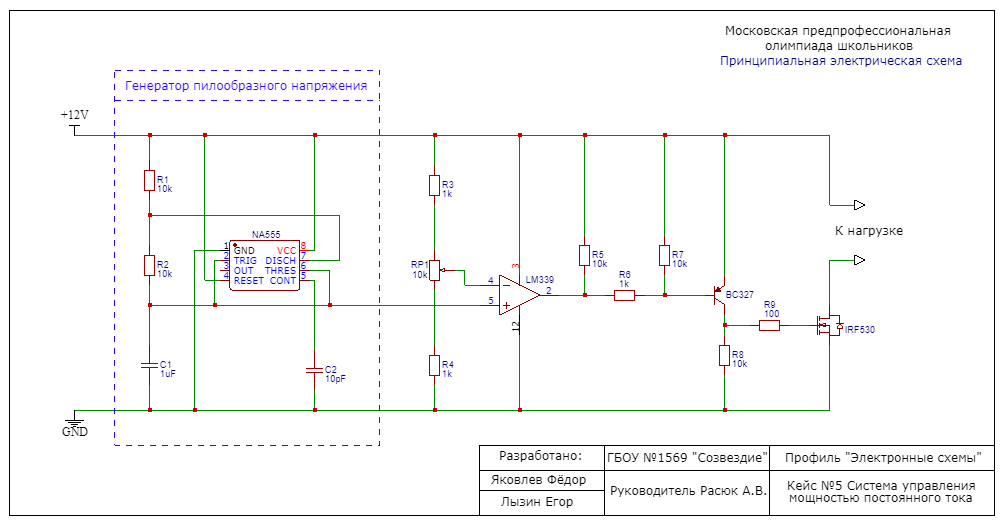 Московская предпрофессиональная
олимпиада школьников
Принципиальная электрическая схема
Генератор пилообразного напряжения
+12V
R1
10k
R2
10k
C1
1uF
NA555
1 GND VCC 8
2 TRIG DISCH 7
3 OUT THRES 6
4 RESET CONT 5
C2
10pF
R3
1k
RP1
10k
R4
1k
4
5
3
LM339
2
12
R5
10k
R6
1k
R7
10k
BC327
R8
10k
R9
100
IRF530
К нагрузке
GND
Разработано:
Яковлев Фёдор
Лызин Егор
ГБОУ №1569 "Созвездие"
Руководитель Расюк А.В.
Профиль "Электронные схемы"
Кейс №5 Система управления
мощностью постоянного тока